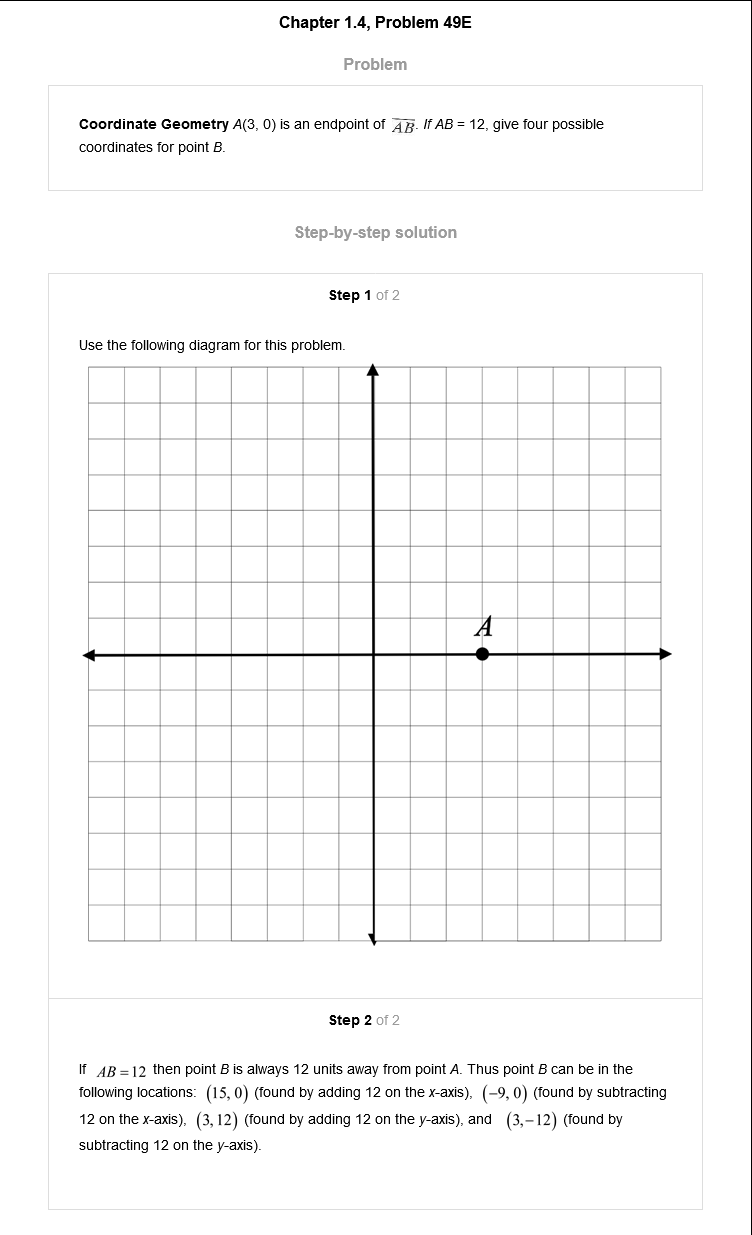 Chapter 1.4, Problem 49E
Problem
Coordinate Geometry A(3, 0) is an endpoint of AB. If AB = 12, give four possible
coordinates for point B.
Step-by-step solution
Step 1 of 2
Use the following diagram for this problem.
A
Step 2 of 2
If AB = 12 then point B is always 12 units away from point A. Thus point B can be in the
following locations: (15, 0) (found by adding 12 on the x-axis), (−9, 0) (found by subtracting
12 on the x-axis), (3, 12) (found by adding 12 on the y-axis), and (3,−12) (found by
subtracting 12 on the y-axis).